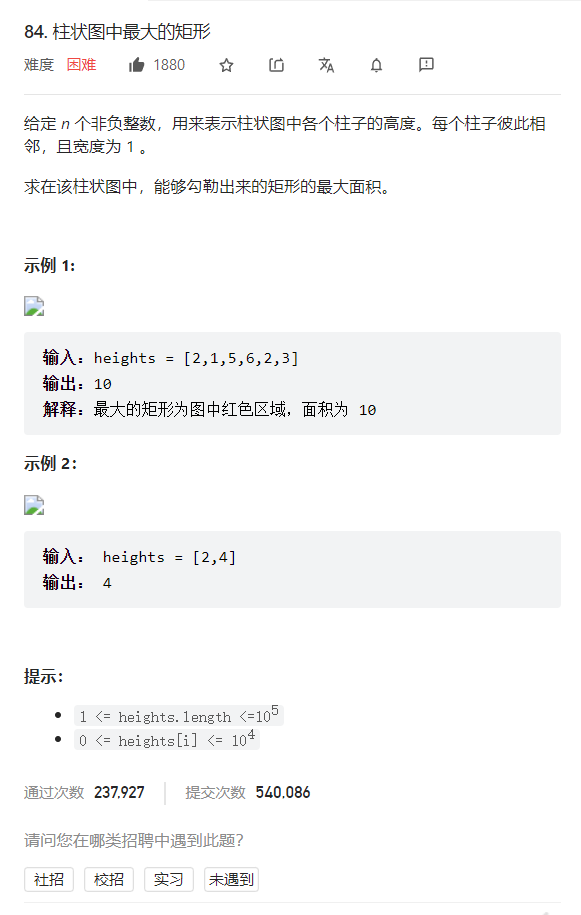 84. 柱状图中最大的矩形
难度 困难 1880
给定 n 个非负整数，用来表示柱状图中各个柱子的高度。每个柱子彼此相
邻，且宽度为 1 。
求在该柱状图中，能够勾勒出来的矩形的最大面积。
示例 1:
输入：heights = [2,1,5,6,2,3]
输出：10
解释：最大的矩形为图中红色区域，面积为 10
示例 2：
输入： heights = [2,4]
输出： 4
提示：
1 <= heights.length <=10⁵
0 <= heights[i] <= 10⁴
通过次数 237,927 提交次数 540,086
请问您在哪类招聘中遇到此题？
社招 校招 实习 未遇到